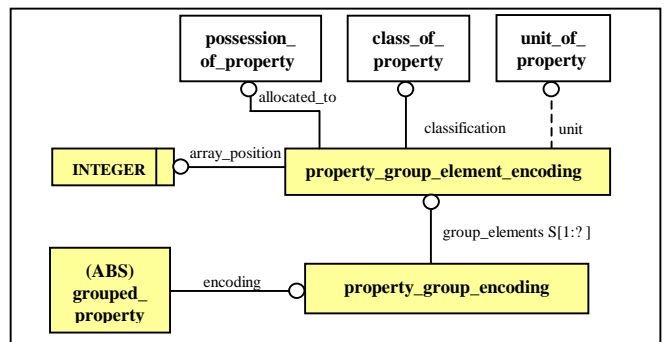 possession_
of_property
class_of_
property
unit_of_
property
allocated_to
classification
unit
array_position
INTEGER
property_group_element_encoding
group_elements S[1:? ]
(ABS)
grouped_
property
encoding
property_group_encoding